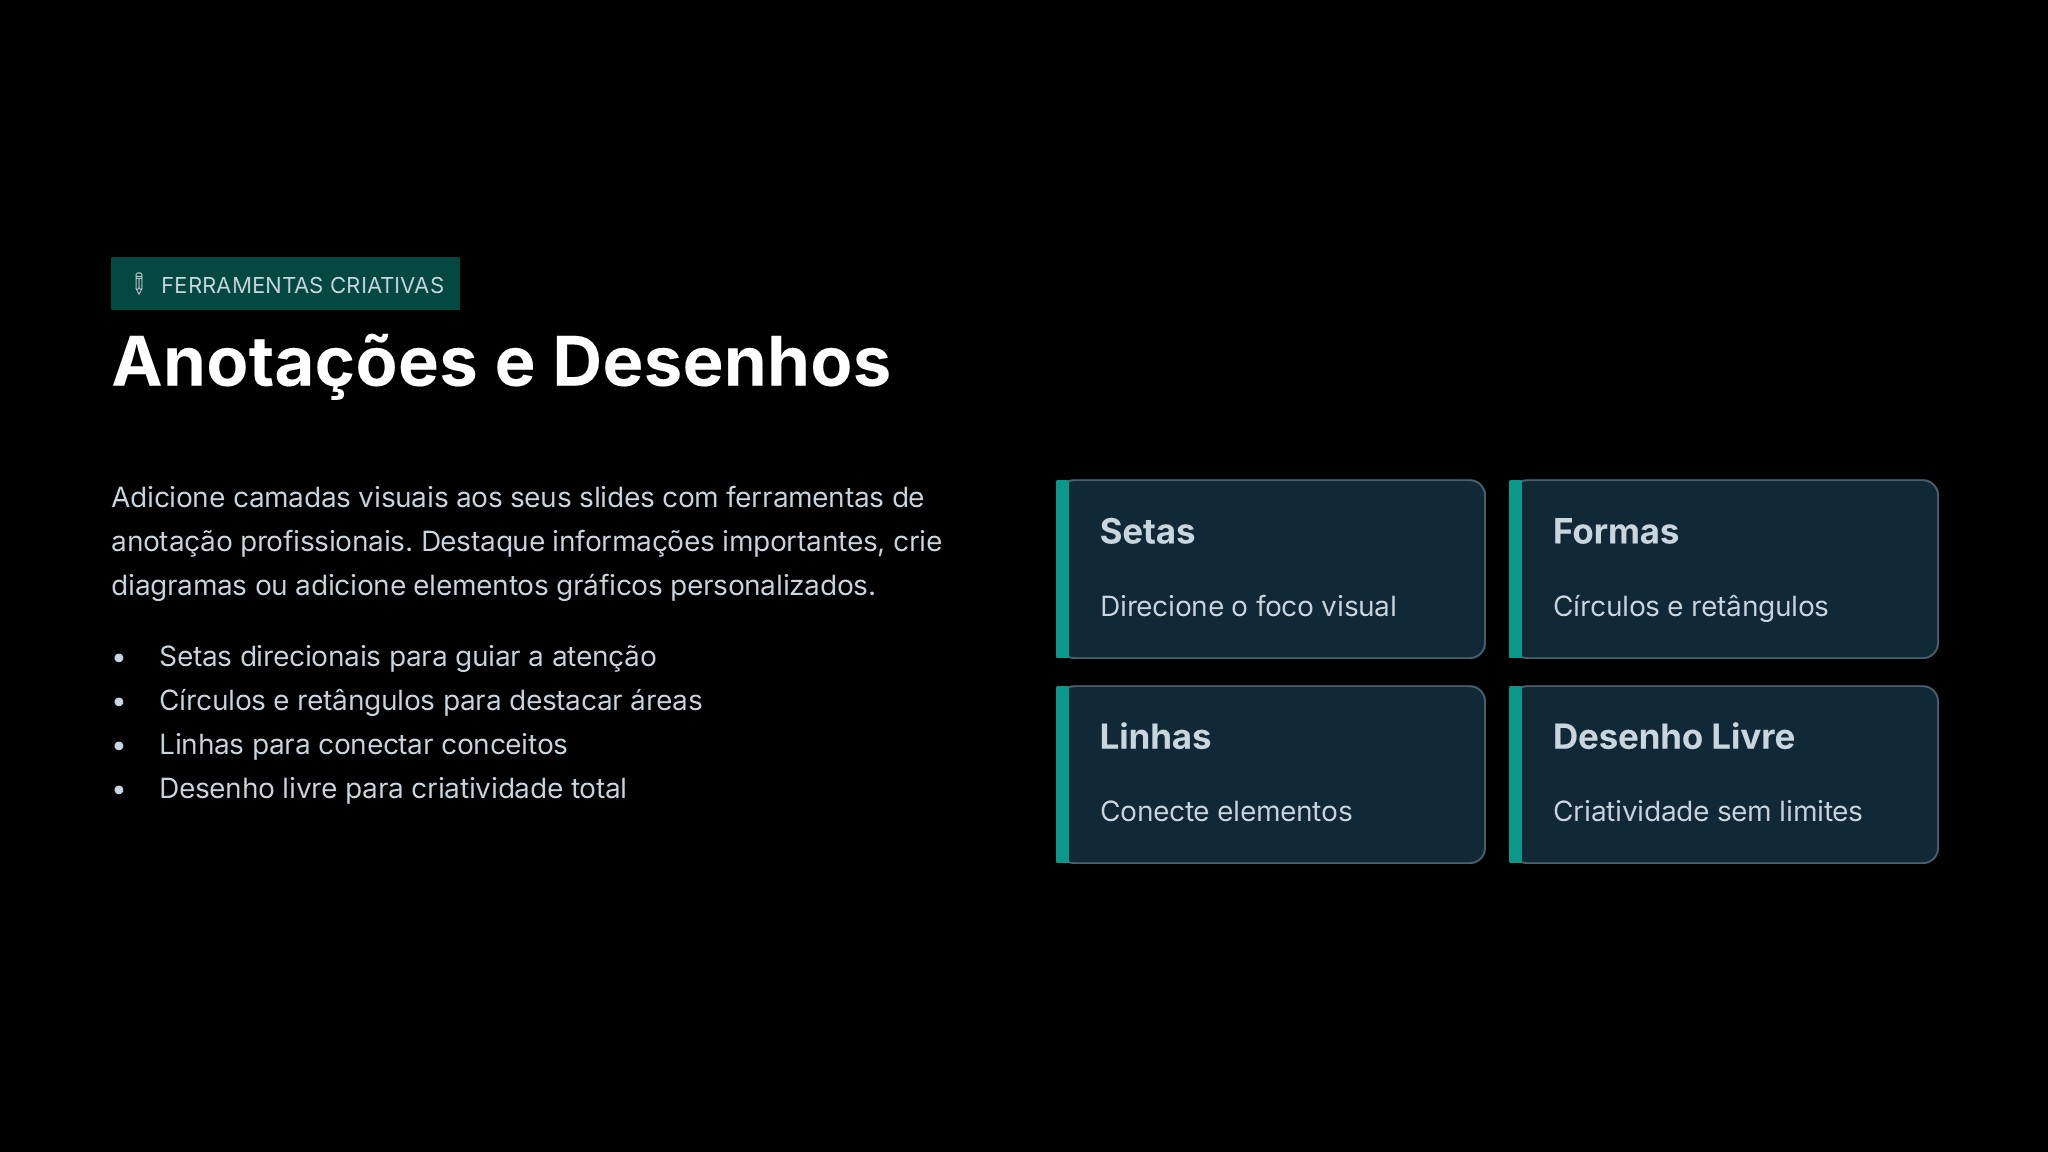 FERRAMENTAS CRIATIVAS
Anotações e Desenhos
Adicione camadas visuais aos seus slides com ferramentas de
anotação profissionais. Destaque informações importantes, crie
diagramas ou adicione elementos gráficos personalizados.
• Setas direcionais para guiar a atenção
• Círculos e retângulos para destacar áreas
• Linhas para conectar conceitos
• Desenho livre para criatividade total
Setas
Direcione o foco visual
Formas
Círculos e retângulos
Linhas
Conecte elementos
Desenho Livre
Criatividade sem limites